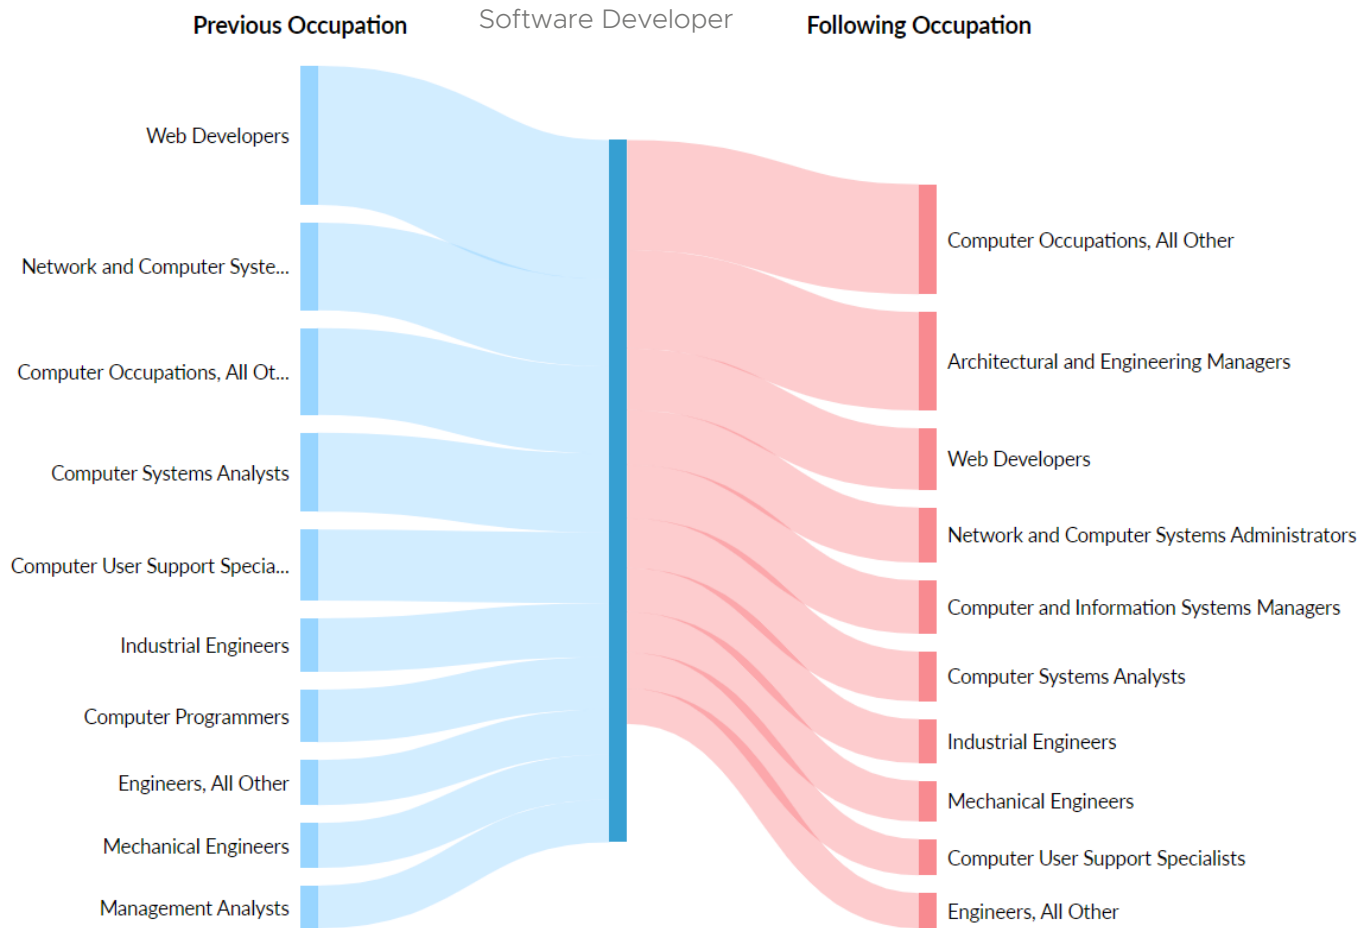 Previous Occupation
Software Developer
Following Occupation
Web Developers
Network and Computer Syste...
Computer Occupations, All Ot...
Computer Systems Analysts
Computer User Support Specia...
Industrial Engineers
Computer Programmers
Engineers, All Other
Mechanical Engineers
Management Analysts
Computer Occupations, All Other
Architectural and Engineering Managers
Web Developers
Network and Computer Systems Administrators
Computer and Information Systems Managers
Computer Systems Analysts
Industrial Engineers
Mechanical Engineers
Computer User Support Specialists
Engineers, All Other